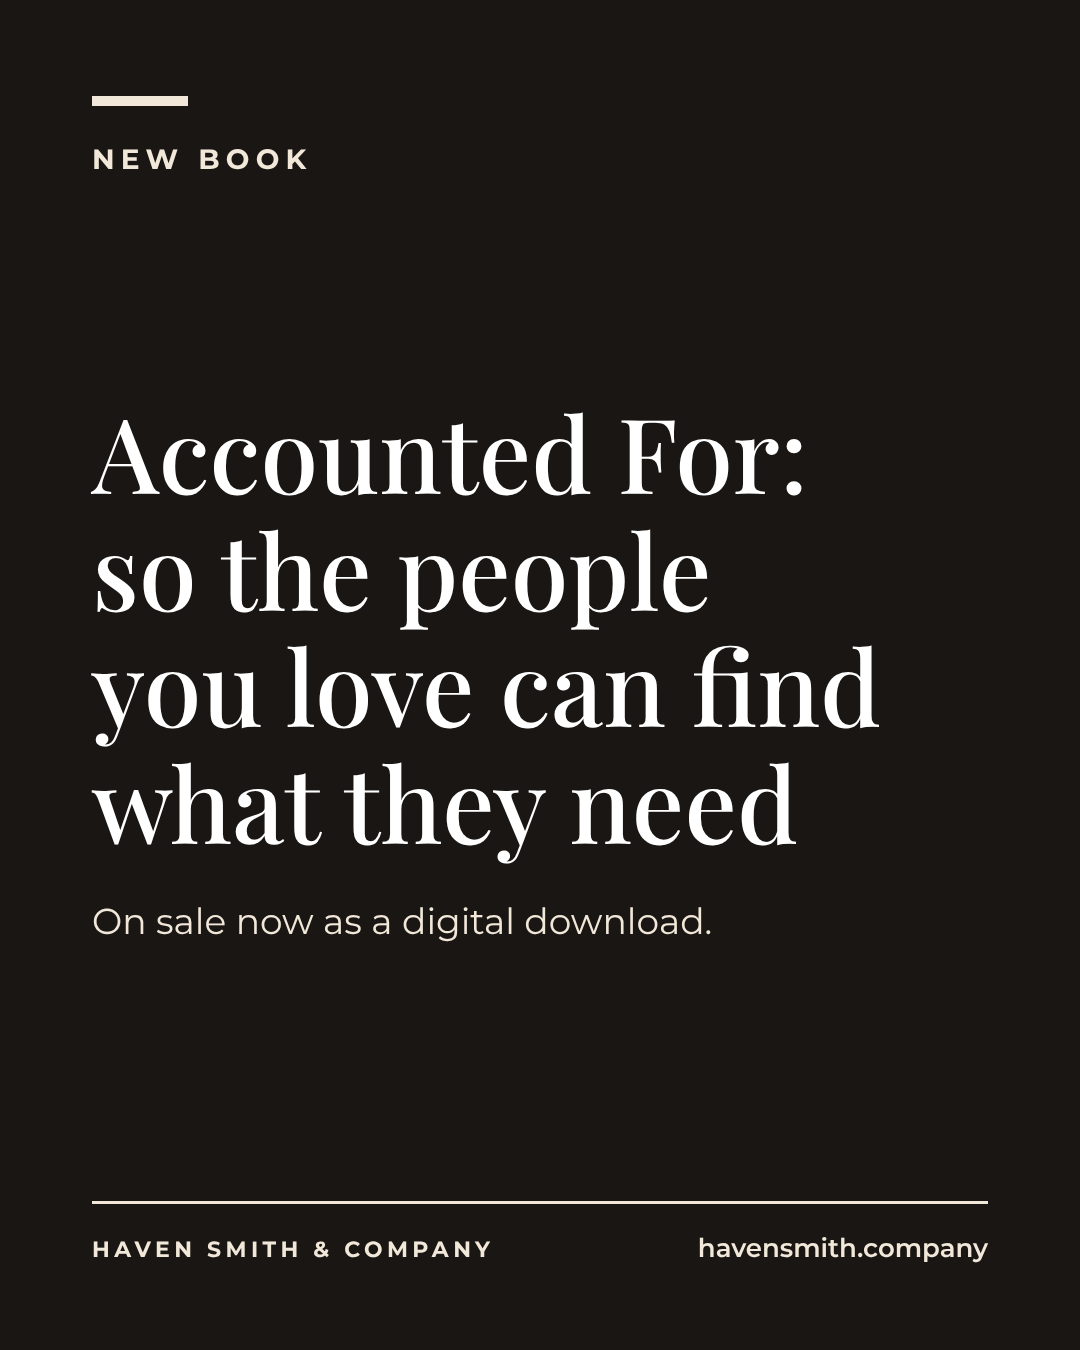 NEW BOOK
Accounted For:
so the people
you love can find
what they need
On sale now as a digital download.
HAVEN SMITH & COMPANY
havensmith.company